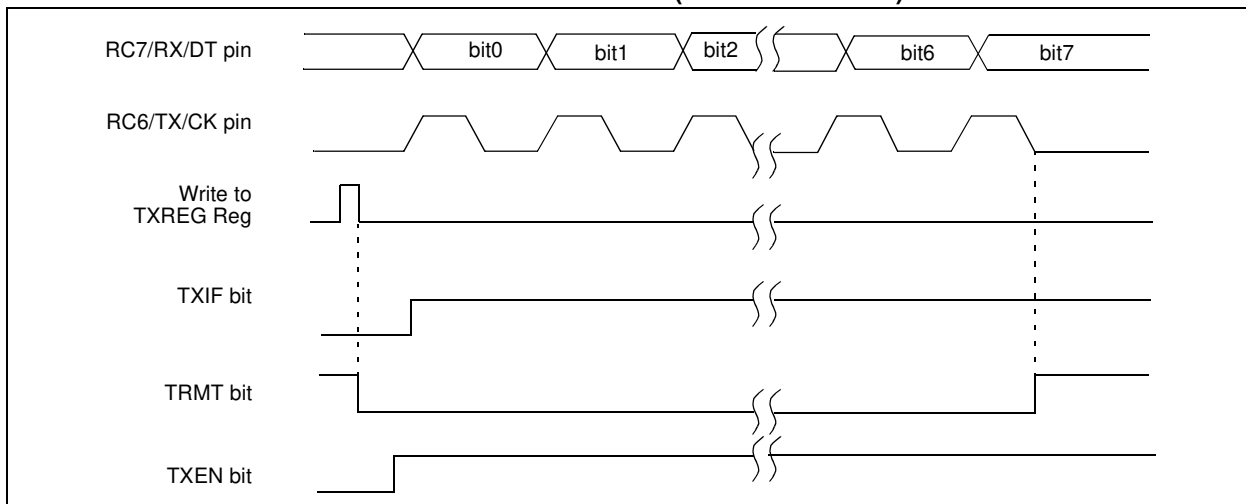 RC7/RX/DT pin
bit0
bit1
bit2
bit6
bit7
RC6/TX/CK pin
Write to
TXREG Reg
TXIF bit
TRMT bit
TXEN bit